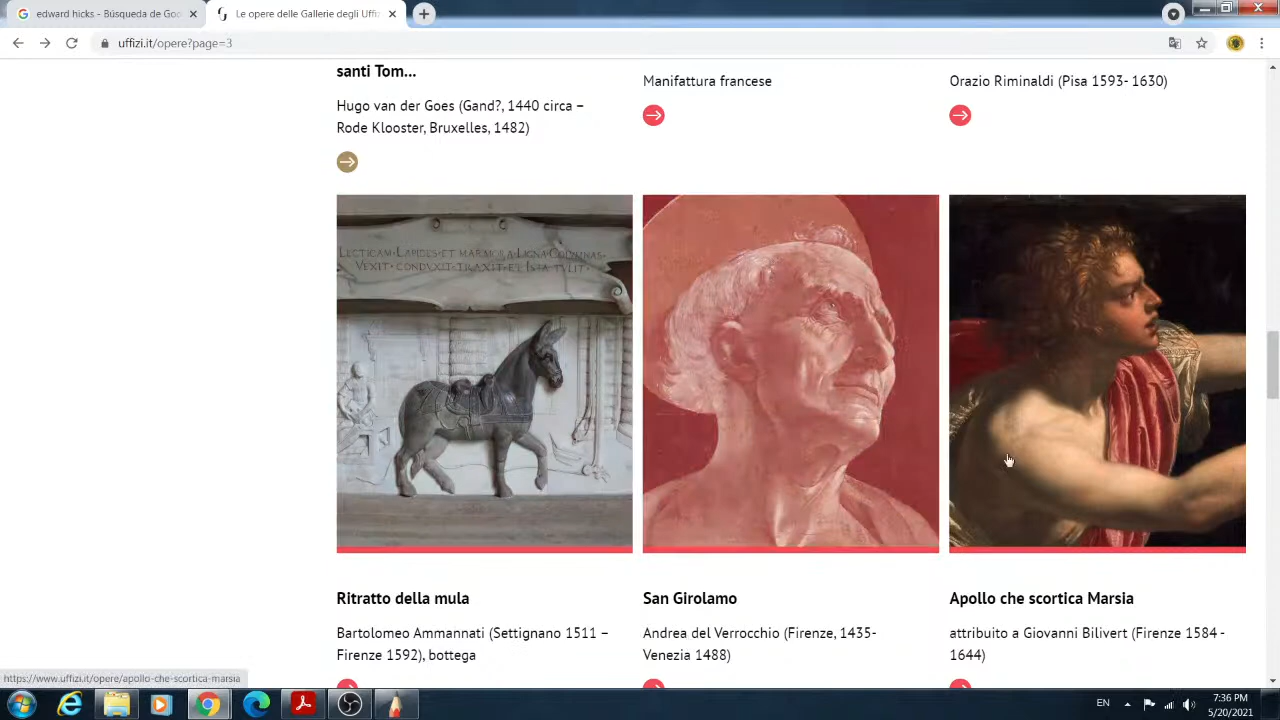 edward hicks - Búsqueda de Goo
Le opere delle Gallerie degli Uffizi
uffizi.it/opere?page=3
santi Tom...
Hugo van der Goes (Gand?, 1440 circa –
Rode Klooster, Bruxelles, 1482)
Manifattura francese
Orazio Riminaldi (Pisa 1593- 1630)
LECTICAM·LAPIDES·ET MARMORA·LIGNA·COLVMNAS·
VEXIT·CONDVXIT·TRAXIT·ET·ISTA·TVLIT·
Ritratto della mula
Bartolomeo Ammannati (Settignano 1511 –
Firenze 1592), bottega
San Girolamo
Andrea del Verrocchio (Firenze, 1435-
Venezia 1488)
Apollo che scortica Marsia
attribuito a Giovanni Bilivert (Firenze 1584 -
1644)
https://www.uffizi.it/opere/apollo-che-scortica-marsia
EN
7:36 PM
5/20/2021